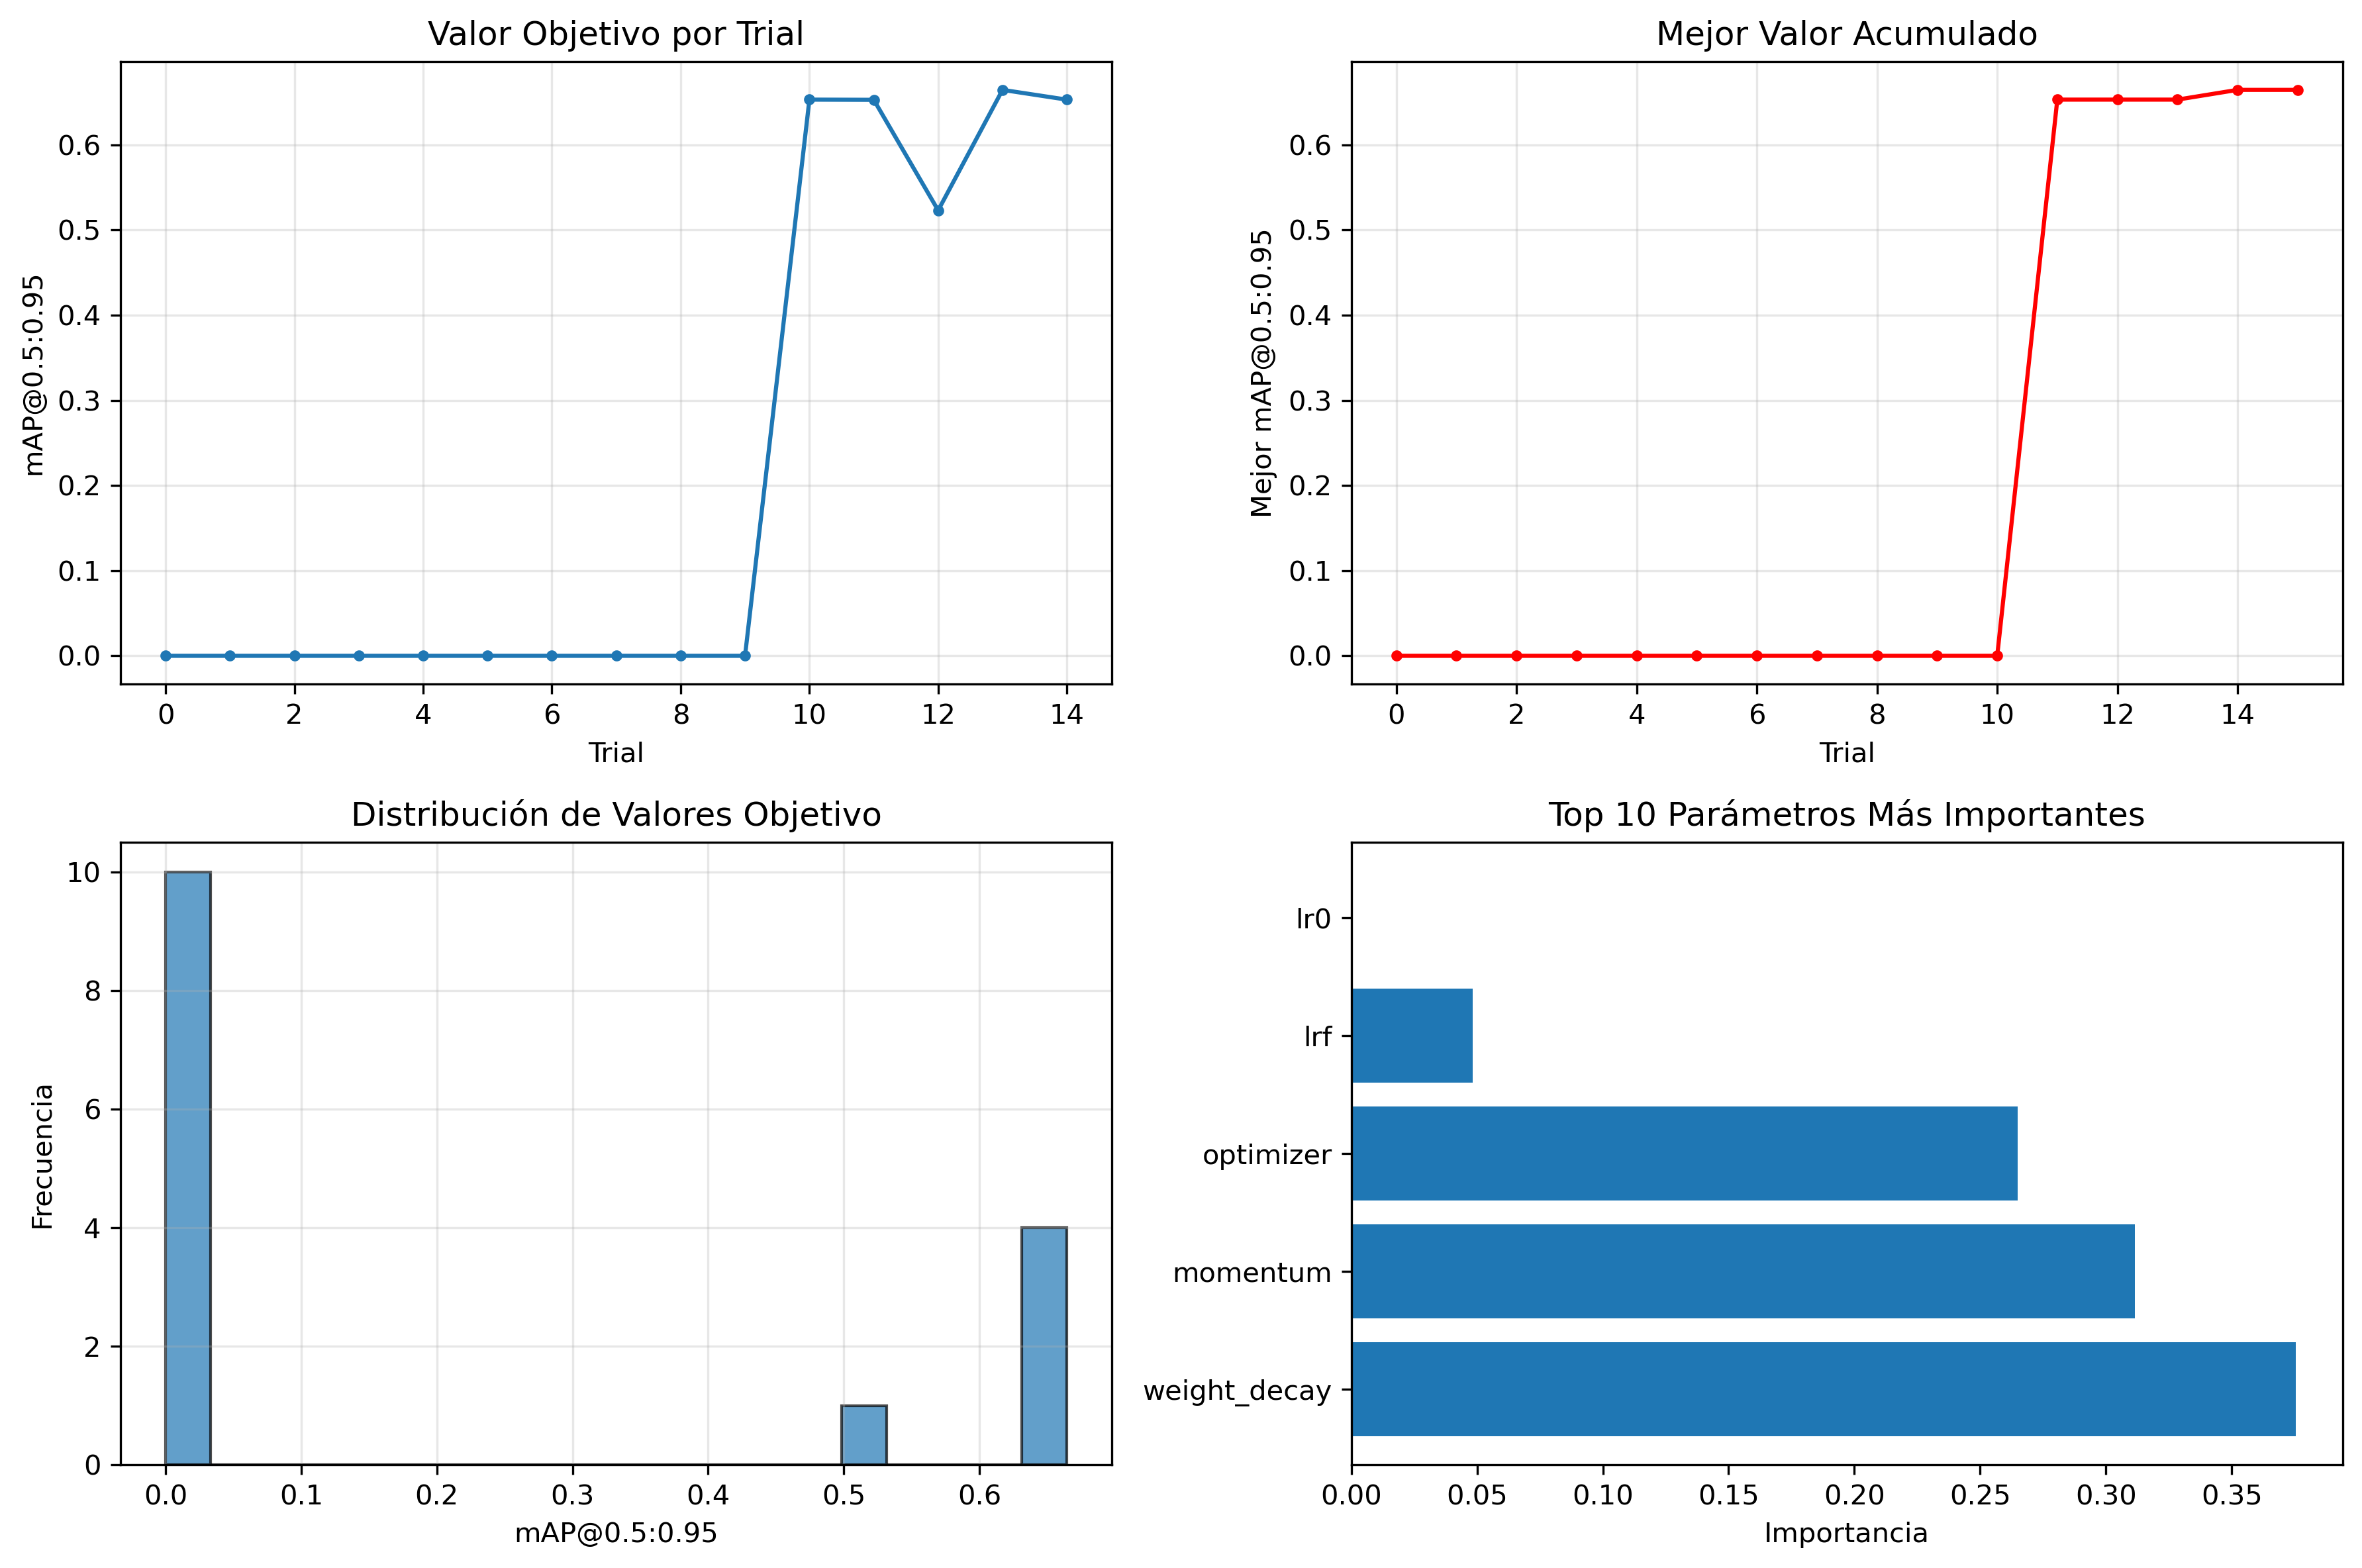 Valor Objetivo por Trial
mAP@0.5:0.95
0.6
0.5
0.4
0.3
0.2
0.1
0.0
0 2 4 6 8 10 12 14
Trial
Mejor Valor Acumulado
Mejor mAP@0.5:0.95
0.6
0.5
0.4
0.3
0.2
0.1
0.0
0 2 4 6 8 10 12 14
Trial
Distribución de Valores Objetivo
Frecuencia
10
8
6
4
2
0
0.0 0.1 0.2 0.3 0.4 0.5 0.6
mAP@0.5:0.95
Top 10 Parámetros Más Importantes
lr0
lrf
optimizer
momentum
weight_decay
0.00 0.05 0.10 0.15 0.20 0.25 0.30 0.35
Importancia